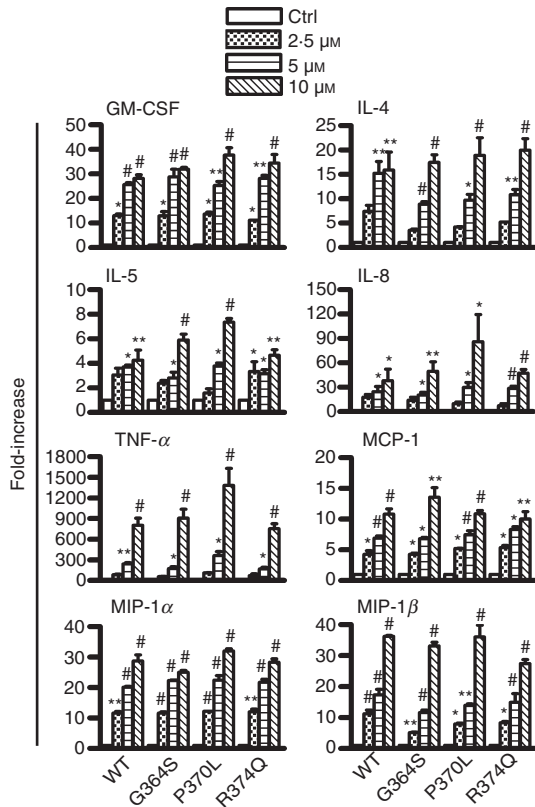 Ctrl
2·5 μM
5 μM
10 μM
Fold-increase
GM-CSF
50
40
30
20
10
0
* # # * # # * ** # * ** #
IL-4
25
20
15
10
5
0
** ** # # * # ** #
IL-5
10
8
6
4
2
0
* ** * # * # * * **
IL-8
150
120
90
60
30
0
* * * ** * * # #
TNF-α
1800
1500
1200
900
600
300
0
** # * # * # * #
MCP-1
20
15
10
5
0
* # # * * ** * # # * * **
MIP-1α
40
30
20
10
0
** # # # # # # # # ** # #
MIP-1β
40
30
20
10
0
# # # ** # # * ** # * # #
WT
G364S
P370L
R374Q
WT
G364S
P370L
R374Q